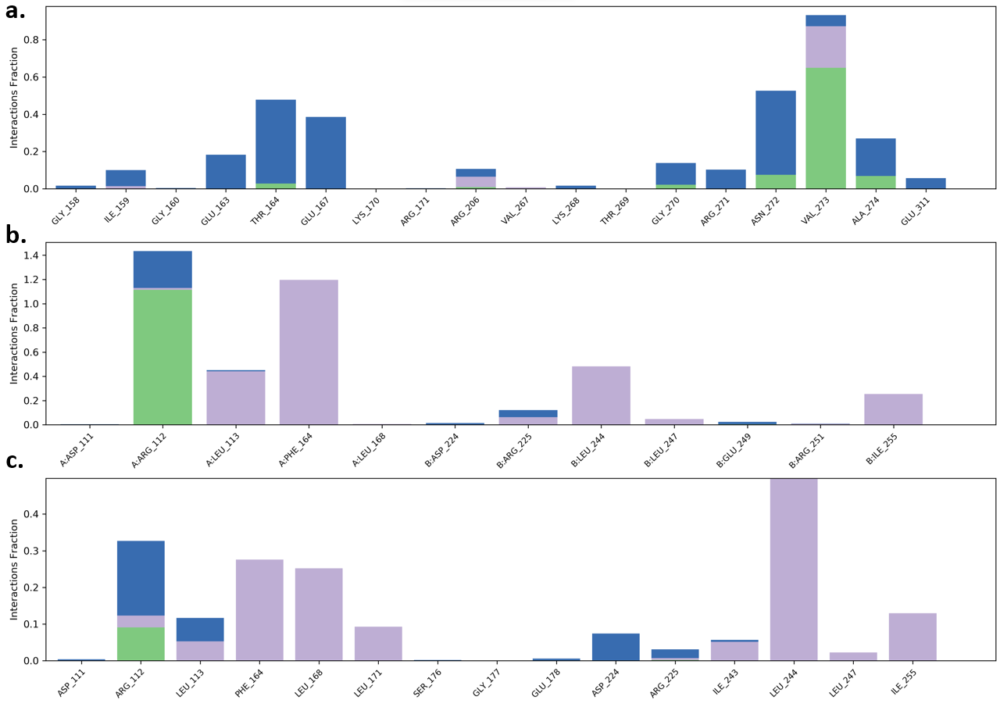 a.
Interactions Fraction
0.8
0.6
0.4
0.2
0.0
GLY_158 ILE_159 GLY_160 GLU_163 THR_164 GLU_167 LYS_170 ARG_171 ARG_206 VAL_267 LYS_268 THR_269 GLY_270 ARG_271 ASN_272 VAL_273 ALA_274 GLU_311
b.
Interactions Fraction
1.4
1.2
1.0
0.8
0.6
0.4
0.2
0.0
A:ASP_111 A:ARG_112 A:LEU_113 A:PHE_164 A:LEU_168 B:ASP_224 B:ARG_225 B:LEU_244 B:LEU_247 B:GLU_249 B:ARG_251 B:ILE_255
c.
Interactions Fraction
0.4
0.3
0.2
0.1
0.0
ASP_111 ARG_112 LEU_113 PHE_164 LEU_168 LEU_171 SER_176 GLY_177 GLU_178 ASP_224 ARG_225 ILE_243 LEU_244 LEU_247 ILE_255